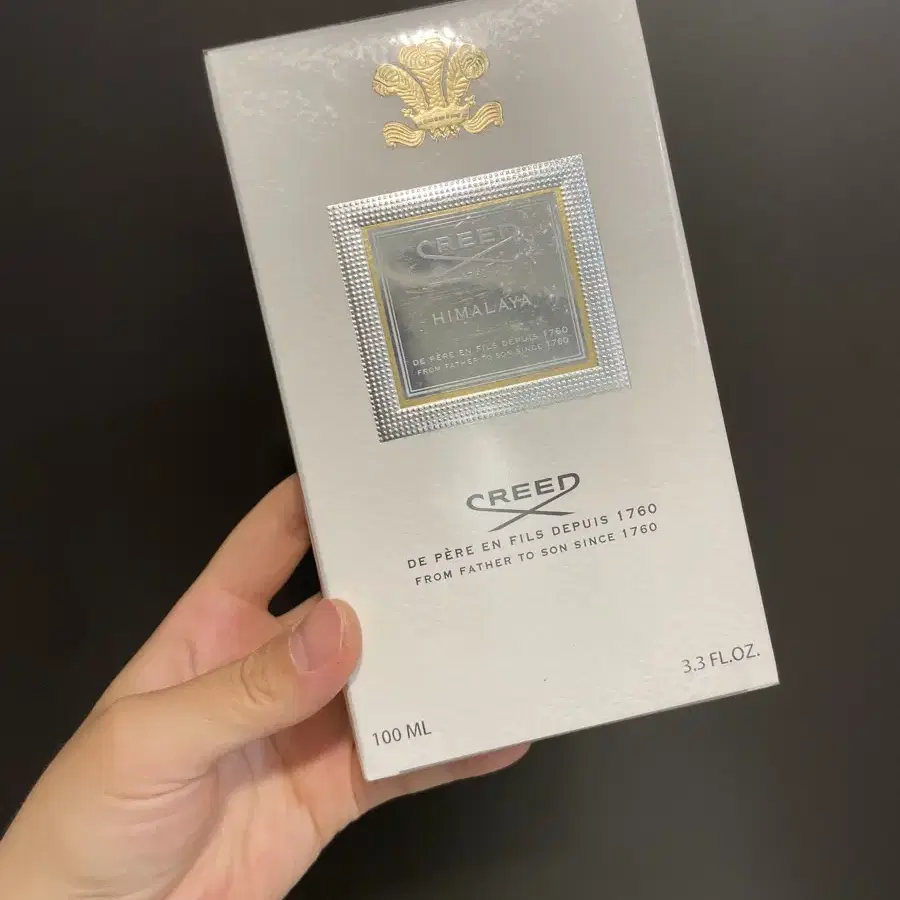 CREED
HIMALAYA
DE PÈRE EN FILS DEPUIS 1760
FROM FATHER TO SON SINCE 1760
CREED
DE PÈRE EN FILS DEPUIS 1760
FROM FATHER TO SON SINCE 1760
3.3 FL.OZ.
100 ML